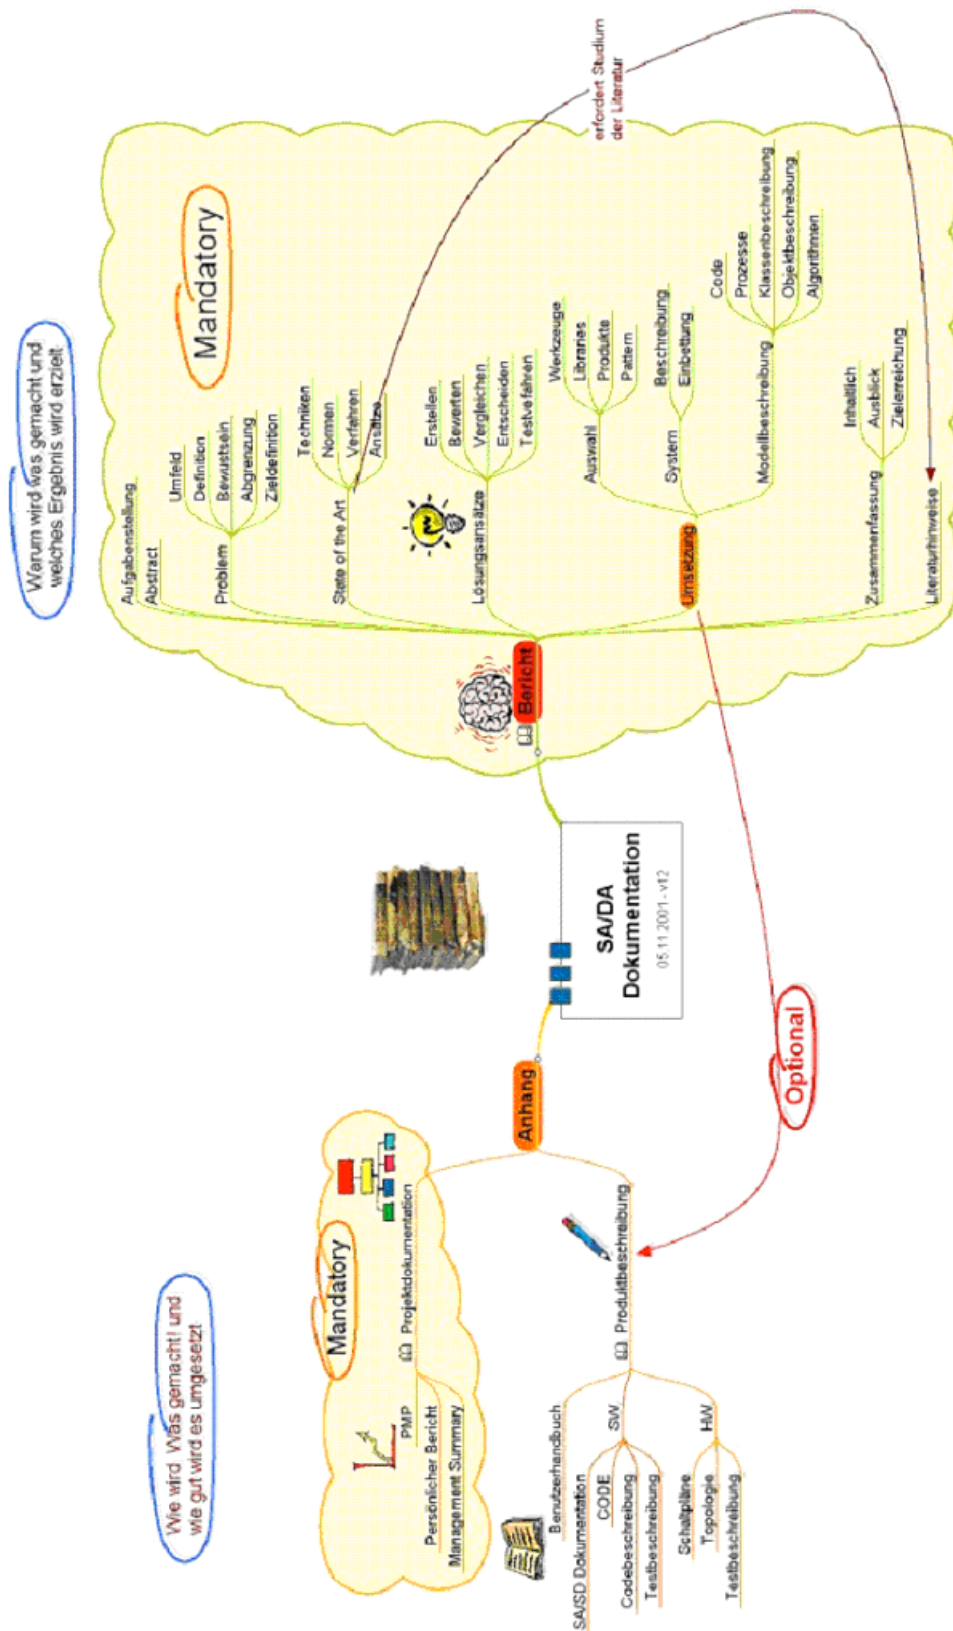 Wie wird Was gemacht! und
wie gut wird es umgesetzt
Warum wird was gemacht und
welches Ergebnis wird erzielt
Mandatory
PMP
Persönlicher Bericht
Management Summary
Projektdokumentation
Anhang
Benutzerhandbuch
SA/SD Dokumentation
CODE
Codebeschreibung
Testbeschreibung
SW
Schaltpläne
Topologie
Testbeschreibung
HW
Produktbeschreibung
Optional
SA/DA
Dokumentation
05.11.2001 - v12
Bericht
Mandatory
Aufgabenstellung
Abstract
Problem
Umfeld
Definition
Bewustsein
Abgrenzung
Zieldefinition
State of the Art
Techniken
Normen
Verfahren
Ansätze
erfordert Studium
der Literatur
Lösungsansätze
Erstellen
Bewerten
Vergleichen
Entscheiden
Testvefahren
Umsetzung
Auswahl
Werkzeuge
Libraries
Produkte
Pattern
System
Beschreibung
Einbettung
Modellbeschreibung
Code
Prozesse
Klassenbeschreibung
Objektbeschreibung
Algorithmen
Zusammenfassung
Inhaltlich
Ausblick
Zielerreichung
Literaturhinweise